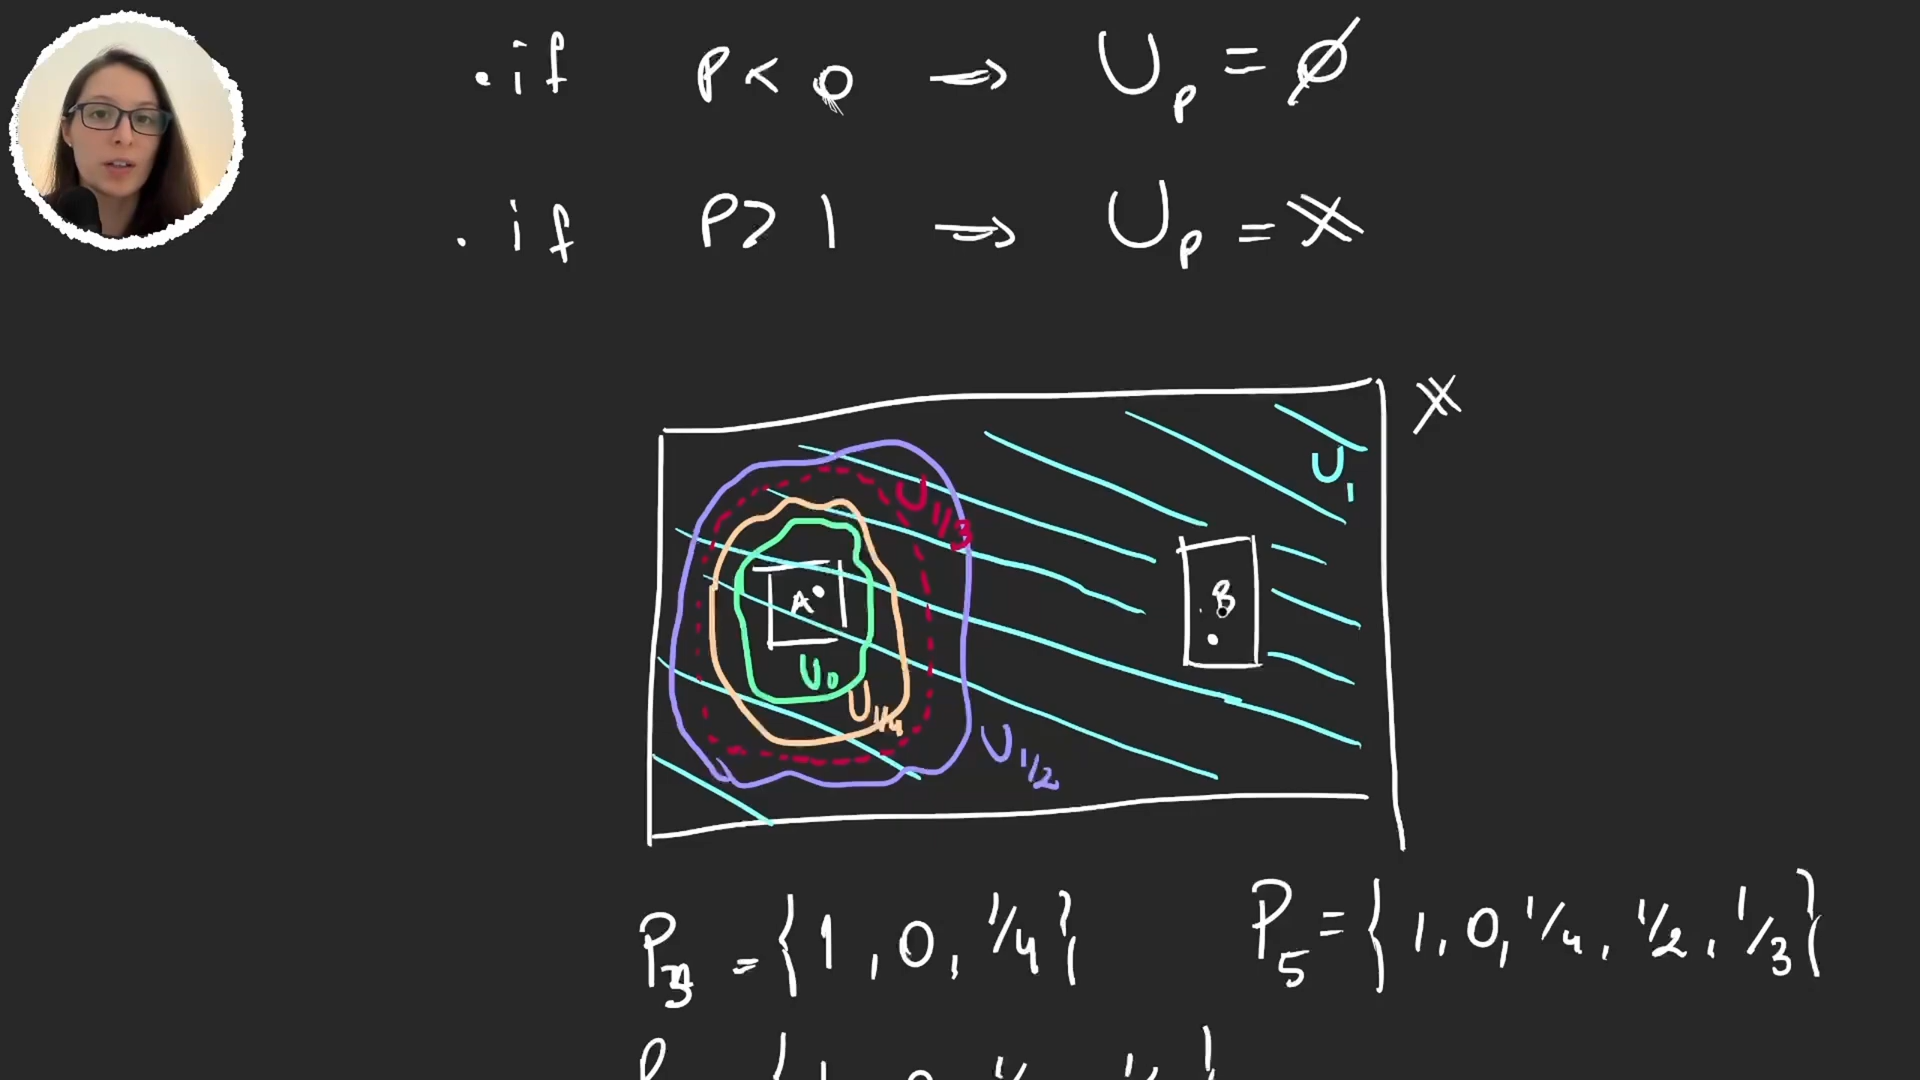 . if p < 0 → U_p = ∅
. if p > 1 → U_p = X
X
U_1
U_1/3
A
B
U_0
U_1/4
U_1/2
P_3 = {1, 0, 1/4}
P_5 = {1, 0, 1/4, 1/2, 1/3}